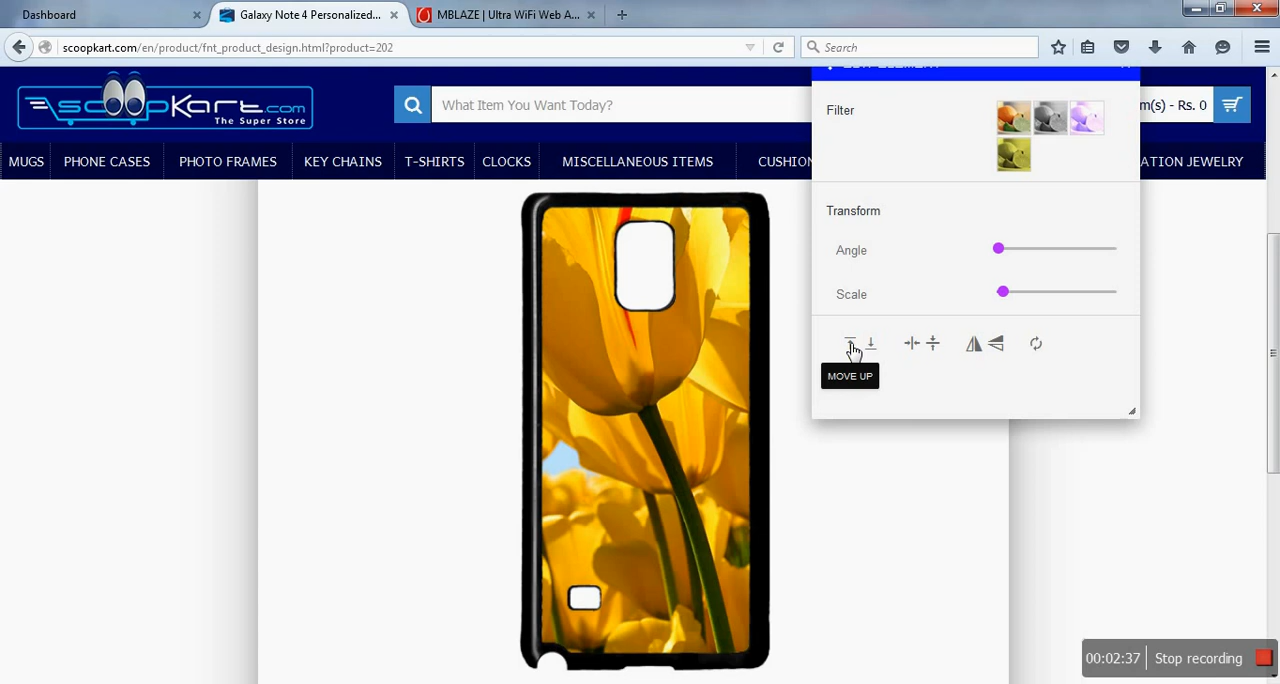 Dashboard
Galaxy Note 4 Personalized...
MBLAZE | Ultra WiFi Web A...
scoopkart.com/en/product/fnt_product_design.html?product=202
Search
scoopKart.com
The Super Store
What Item You Want Today?
m(s) - Rs. 0
MUGS
PHONE CASES
PHOTO FRAMES
KEY CHAINS
T-SHIRTS
CLOCKS
MISCELLANEOUS ITEMS
CUSHION
ATION JEWELRY
Filter
Transform
Angle
Scale
MOVE UP
00:02:37
Stop recording